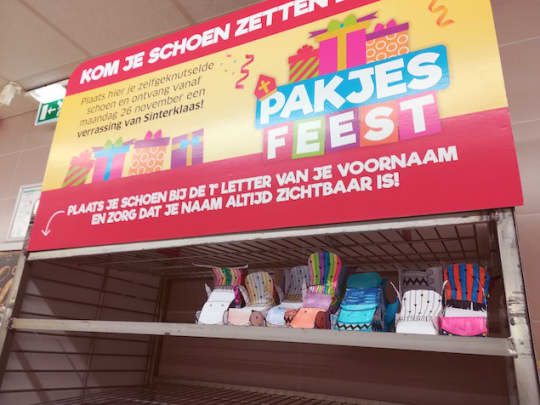 KOM JE SCHOEN ZETTEN
Plaats hier je zelfgeknutselde
schoen en ontvang vanaf
maandag 26 november een
verrassing van Sinterklaas!
PAKJES
FEEST
PLAATS JE SCHOEN BIJ DE 1e LETTER VAN JE VOORNAAM
EN ZORG DAT JE NAAM ALTIJD ZICHTBAAR IS!